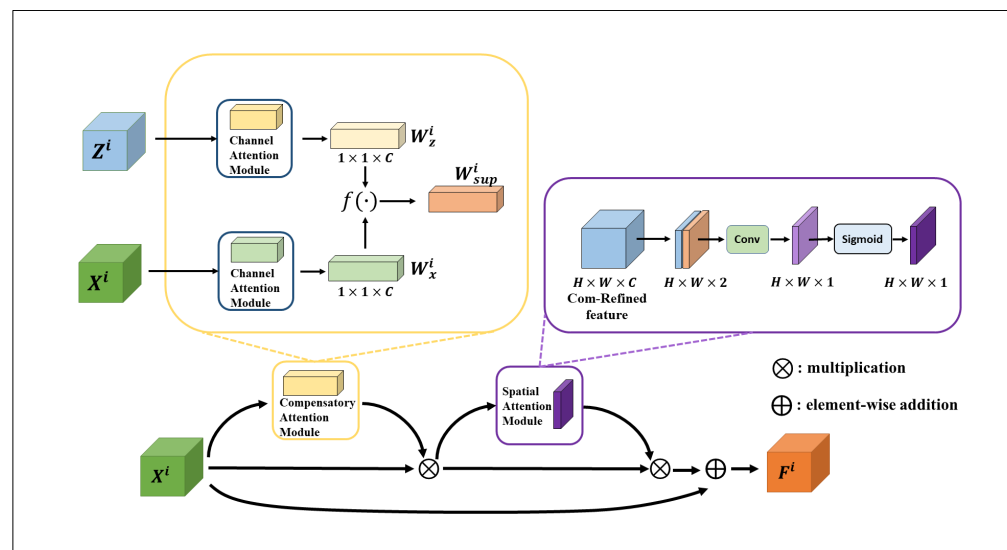 Z^i
Channel
Attention
Module
W_z^i
1 × 1 × C
f(·)
W_sup^i
X^i
Channel
Attention
Module
W_x^i
1 × 1 × C
Conv
Sigmoid
H × W × C
H × W × 2
H × W × 1
H × W × 1
Com-Refined
feature
Compensatory
Attention
Module
Spatial
Attention
Module
⊗ : multiplication
⊕ : element-wise addition
X^i
⊗
⊗
⊕
F^i